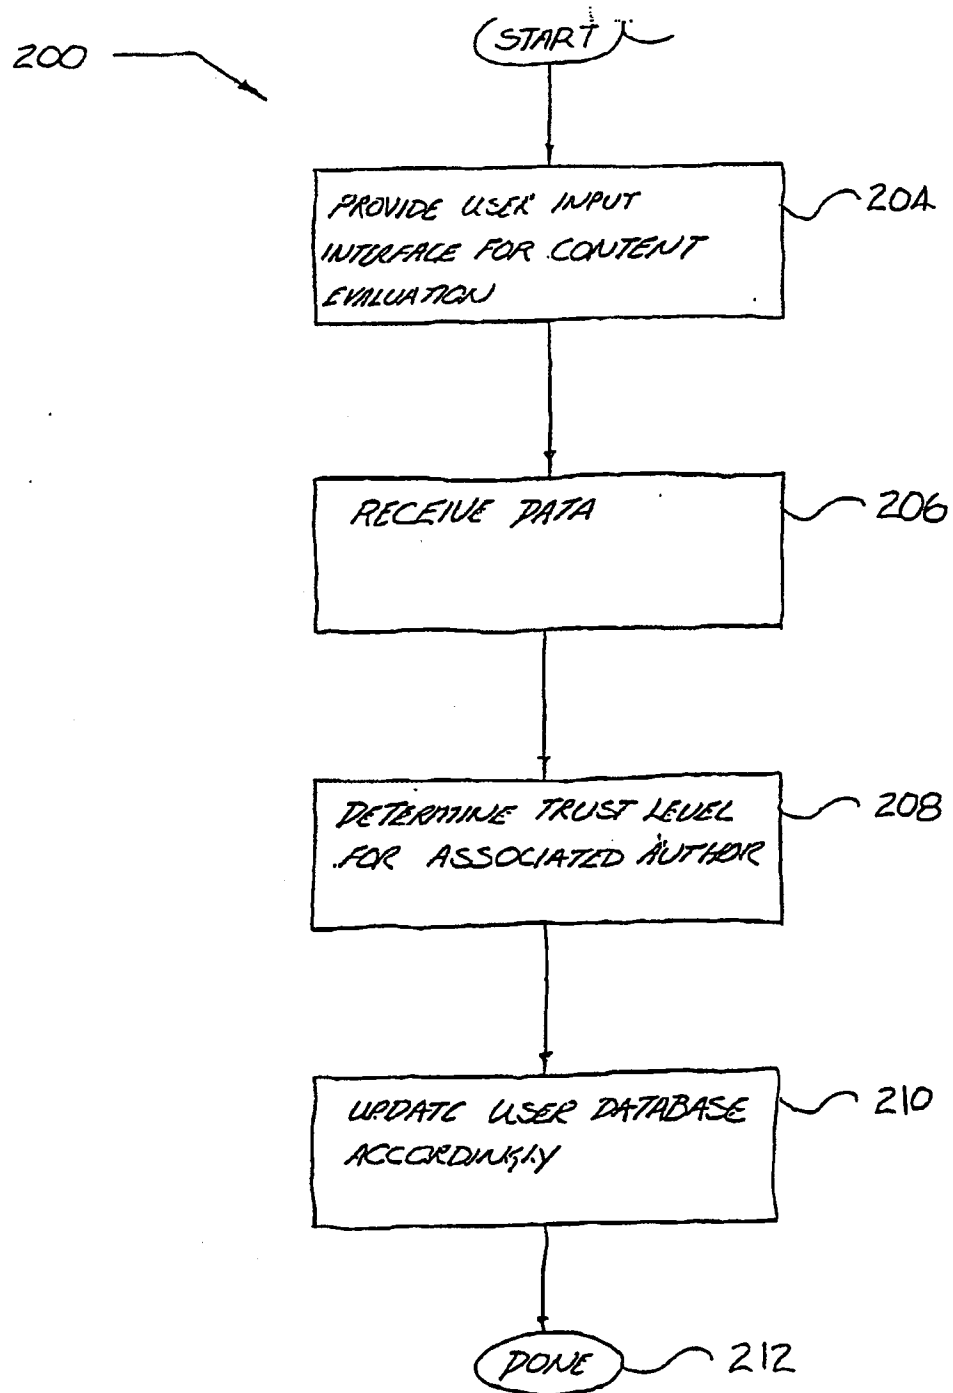 START
200
PROVIDE USER INPUT
INTERFACE FOR CONTENT
EVALUATION
204
RECEIVE DATA
206
DETERMINE TRUST LEVEL
FOR ASSOCIATED AUTHOR
208
UPDATE USER DATABASE
ACCORDINGLY
210
DONE
212